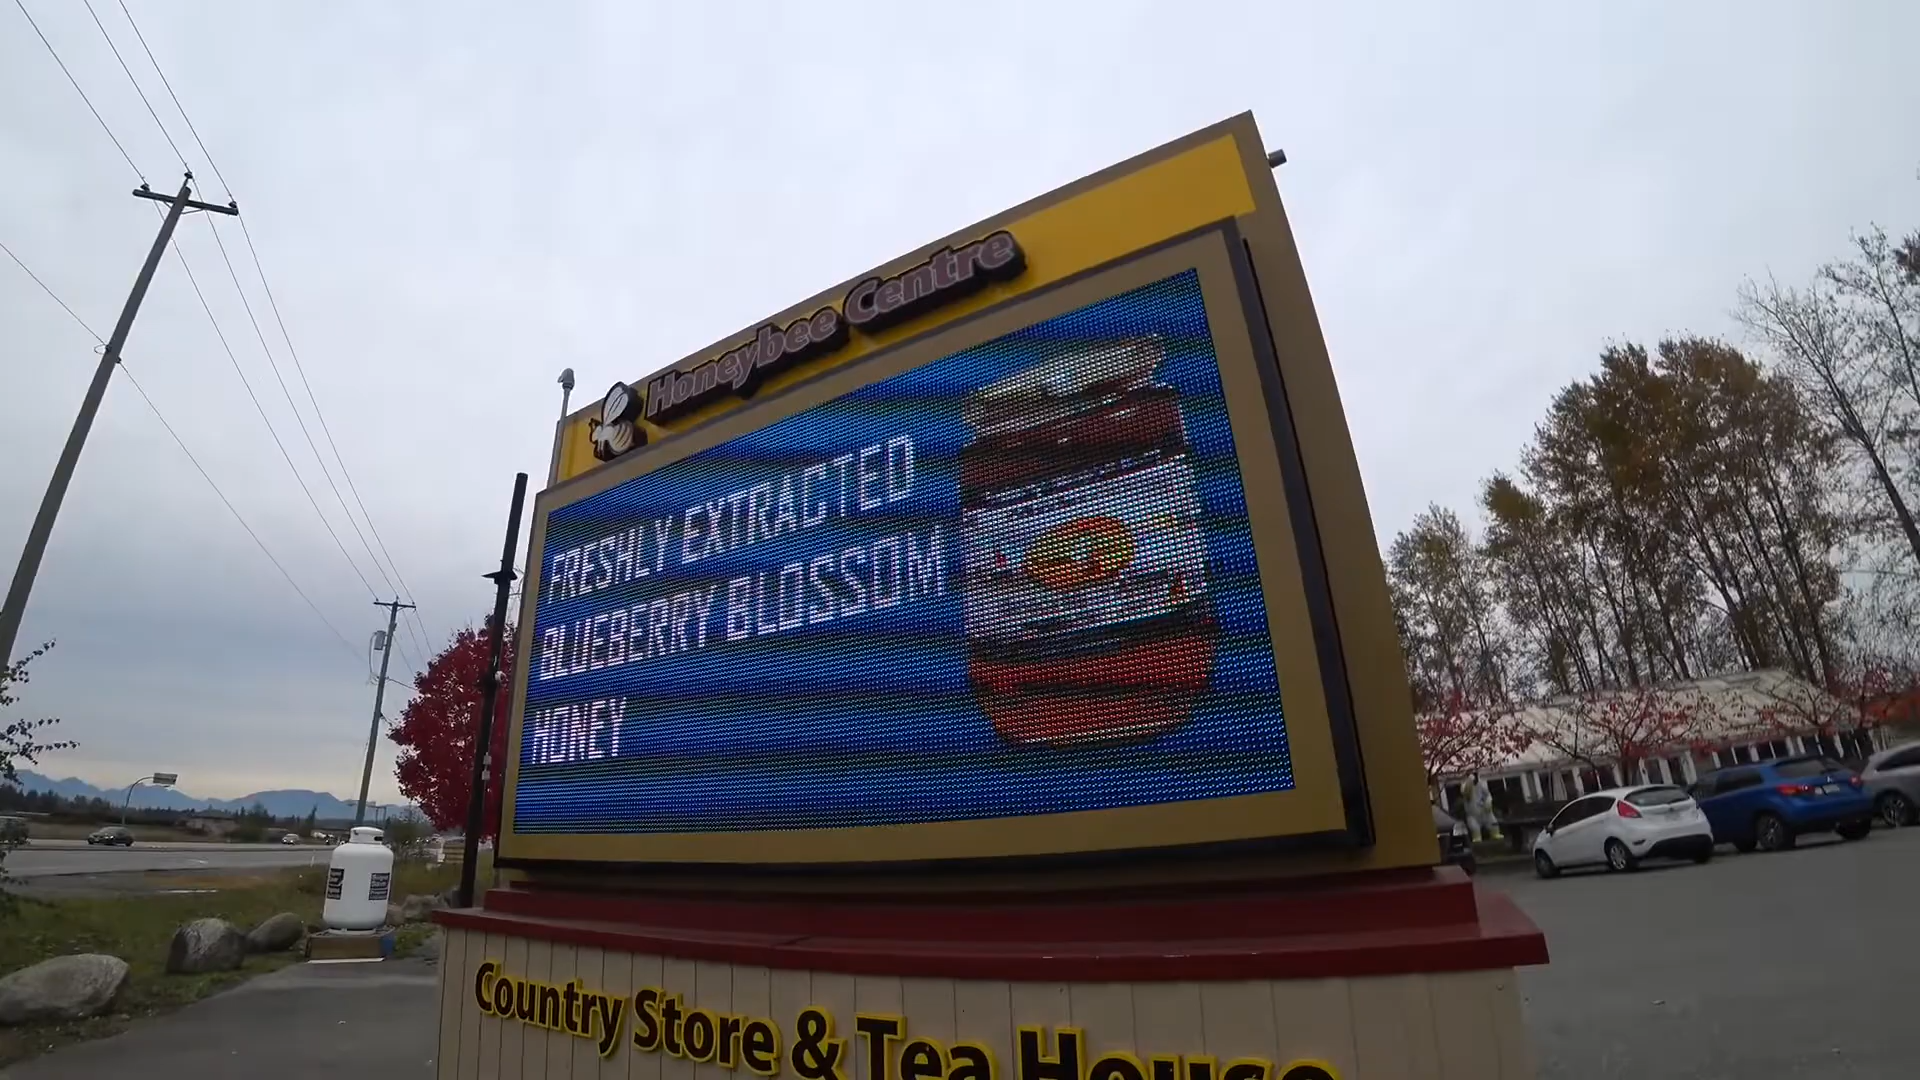 Honeybee Centre
FRESHLY EXTRACTED
BLUEBERRY BLOSSOM
HONEY
Country Store & Tea House